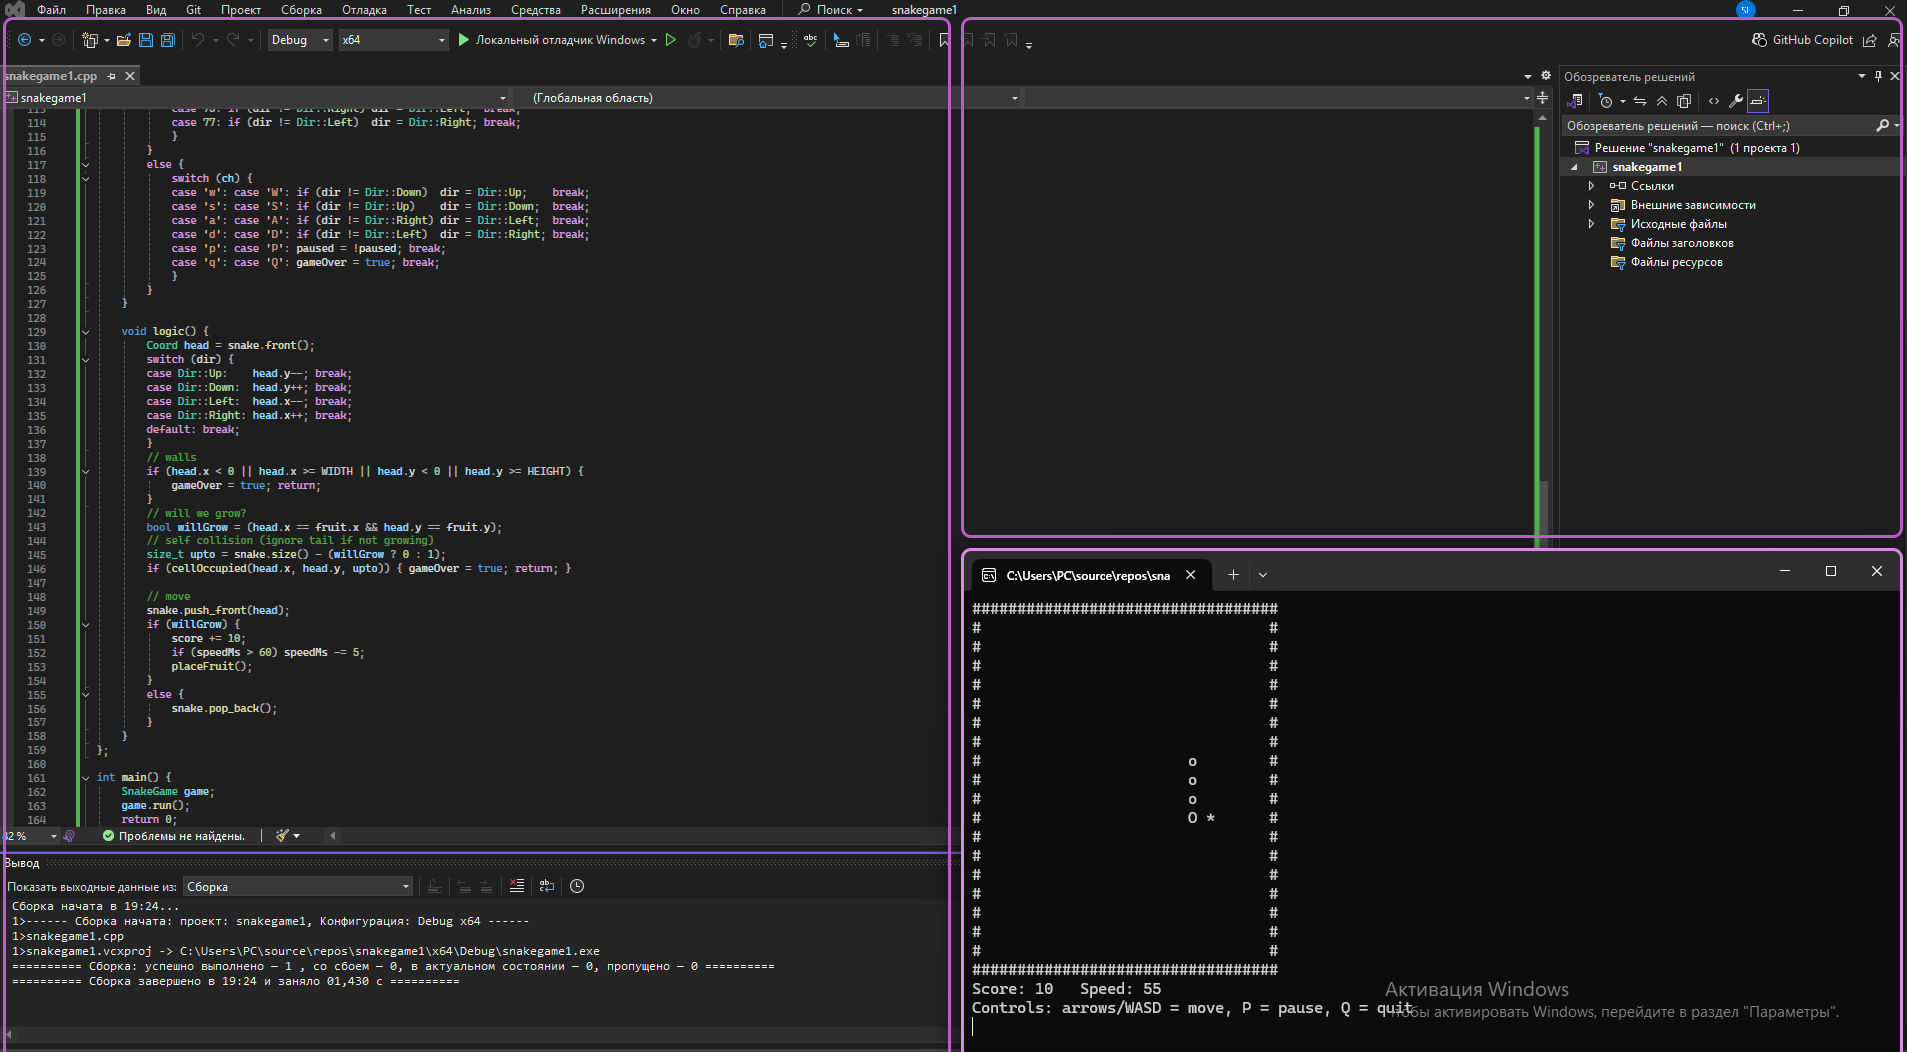 Файл Правка Вид Git Проект Сборка Отладка Тест Анализ Средства Расширения Окно Справка Поиск snakegame1
Debug x64 Локальный отладчик Windows GitHub Copilot
snakegame1.cpp
snakegame1 (Глобальная область)
114 case 77: if (dir != Dir::Left) dir = Dir::Right; break;
115 }
116 }
117 else {
118 switch (ch) {
119 case 'w': case 'W': if (dir != Dir::Down) dir = Dir::Up; break;
120 case 's': case 'S': if (dir != Dir::Up) dir = Dir::Down; break;
121 case 'a': case 'A': if (dir != Dir::Right) dir = Dir::Left; break;
122 case 'd': case 'D': if (dir != Dir::Left) dir = Dir::Right; break;
123 case 'p': case 'P': paused = !paused; break;
124 case 'q': case 'Q': gameOver = true; break;
125 }
126 }
127 }
128
129 void logic() {
130 Coord head = snake.front();
131 switch (dir) {
132 case Dir::Up: head.y--; break;
133 case Dir::Down: head.y++; break;
134 case Dir::Left: head.x--; break;
135 case Dir::Right: head.x++; break;
136 default: break;
137 }
138 // walls
139 if (head.x < 0 || head.x >= WIDTH || head.y < 0 || head.y >= HEIGHT) {
140 gameOver = true; return;
141 }
142 // will we grow?
143 bool willGrow = (head.x == fruit.x && head.y == fruit.y);
144 // self collision (ignore tail if not growing)
145 size_t upto = snake.size() - (willGrow ? 0 : 1);
146 if (cellOccupied(head.x, head.y, upto)) { gameOver = true; return; }
147
148 // move
149 snake.push_front(head);
150 if (willGrow) {
151 score += 10;
152 if (speedMs > 60) speedMs -= 5;
153 placeFruit();
154 }
155 else {
156 snake.pop_back();
157 }
158 }
159 };
160
161 int main() {
162 SnakeGame game;
163 game.run();
164 return 0;
82 % Проблемы не найдены.
Вывод
Показать выходные данные из: Сборка
Сборка начата в 19:24...
1>------ Сборка начата: проект: snakegame1, Конфигурация: Debug x64 ------
1>snakegame1.cpp
1>snakegame1.vcxproj -> C:\Users\PC\source\repos\snakegame1\x64\Debug\snakegame1.exe
========== Сборка: успешно выполнено — 1 , со сбоем — 0, в актуальном состоянии — 0, пропущено — 0 ==========
========== Сборка завершено в 19:24 и заняло 01,430 с ==========
Обозреватель решений
Обозреватель решений — поиск (Ctrl+;)
Решение "snakegame1" (1 проекта 1)
snakegame1
Ссылки
Внешние зависимости
Исходные файлы
Файлы заголовков
Файлы ресурсов
C:\Users\PC\source\repos\sna
##################################
# #
# #
# #
# #
# #
# #
# #
# o #
# o #
# o #
# O * #
# #
# #
# #
# #
# #
# #
# #
##################################
Score: 10 Speed: 55
Controls: arrows/WASD = move, P = pause, Q = quit
Активация Windows
Чтобы активировать Windows, перейдите в раздел "Параметры".